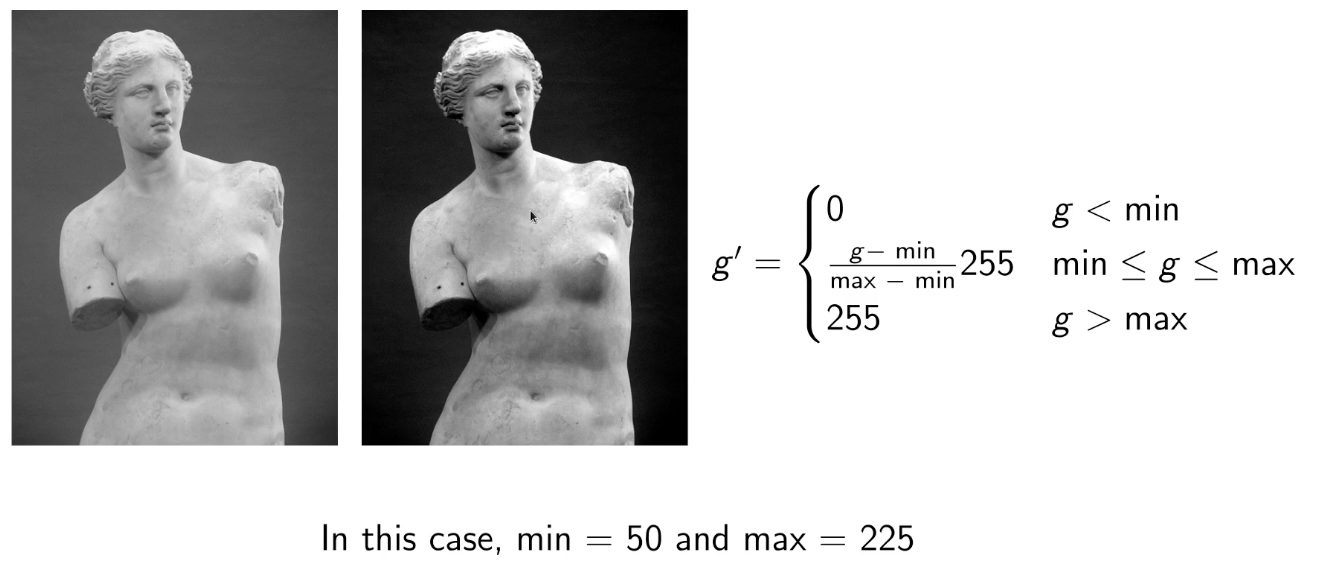 g′ = { 0 g < min
g − min / max − min 255 min ≤ g ≤ max
255 g > max
In this case, min = 50 and max = 225